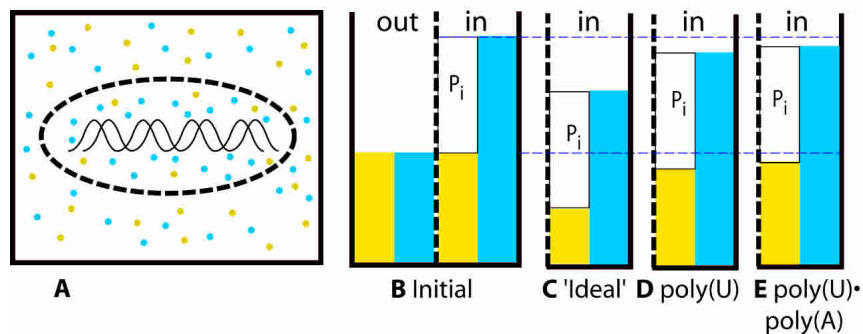 out in in in in
P i P i P i P i
A B Initial C 'Ideal' D poly(U) E poly(U)•
poly(A)